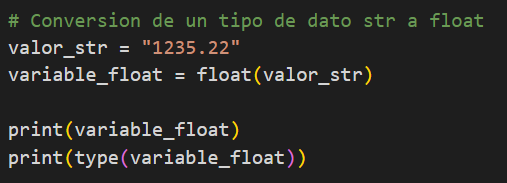 # Conversion de un tipo de dato str a float
valor_str = "1235.22"
variable_float = float(valor_str)
print(variable_float)
print(type(variable_float))